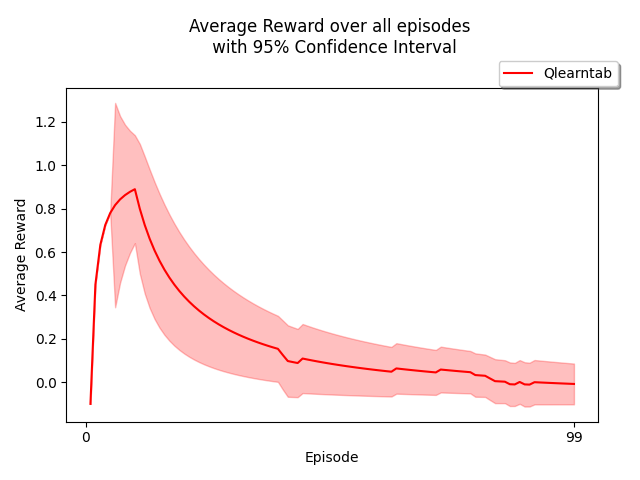 Average Reward over all episodes
with 95% Confidence Interval
Qlearntab
1.2
1.0
0.8
0.6
0.4
0.2
0.0
Average Reward
0
99
Episode